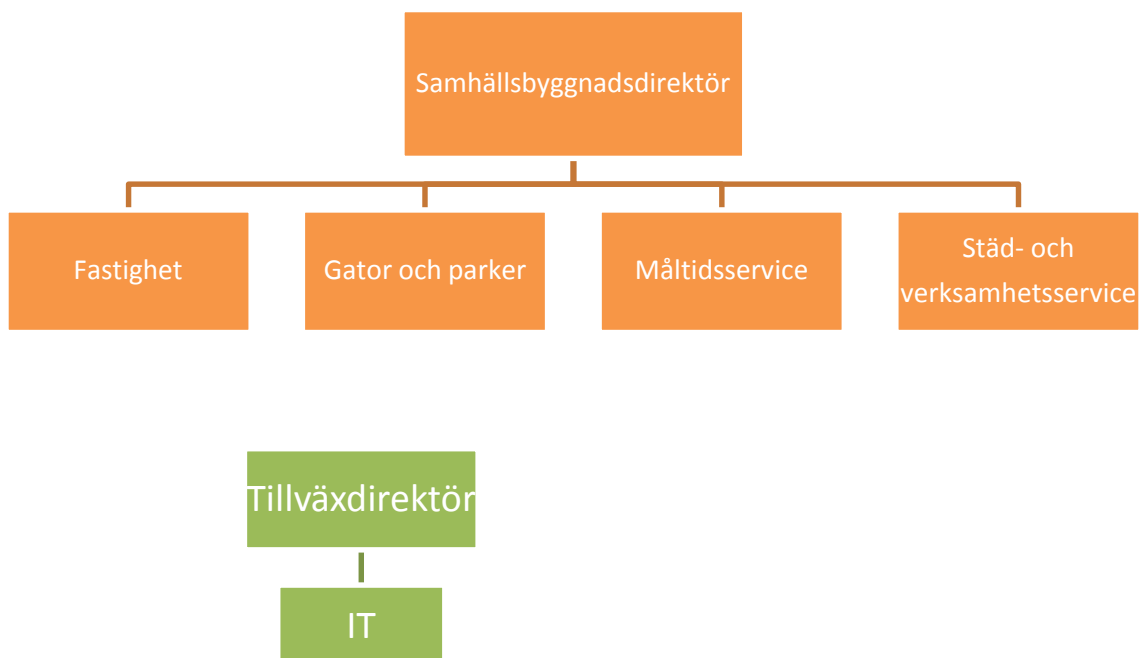 Samhällsbyggnadsdirektör
Fastighet
Gator och parker
Måltidsservice
Städ- och
verksamhetsservice
Tillväxdirektör
IT